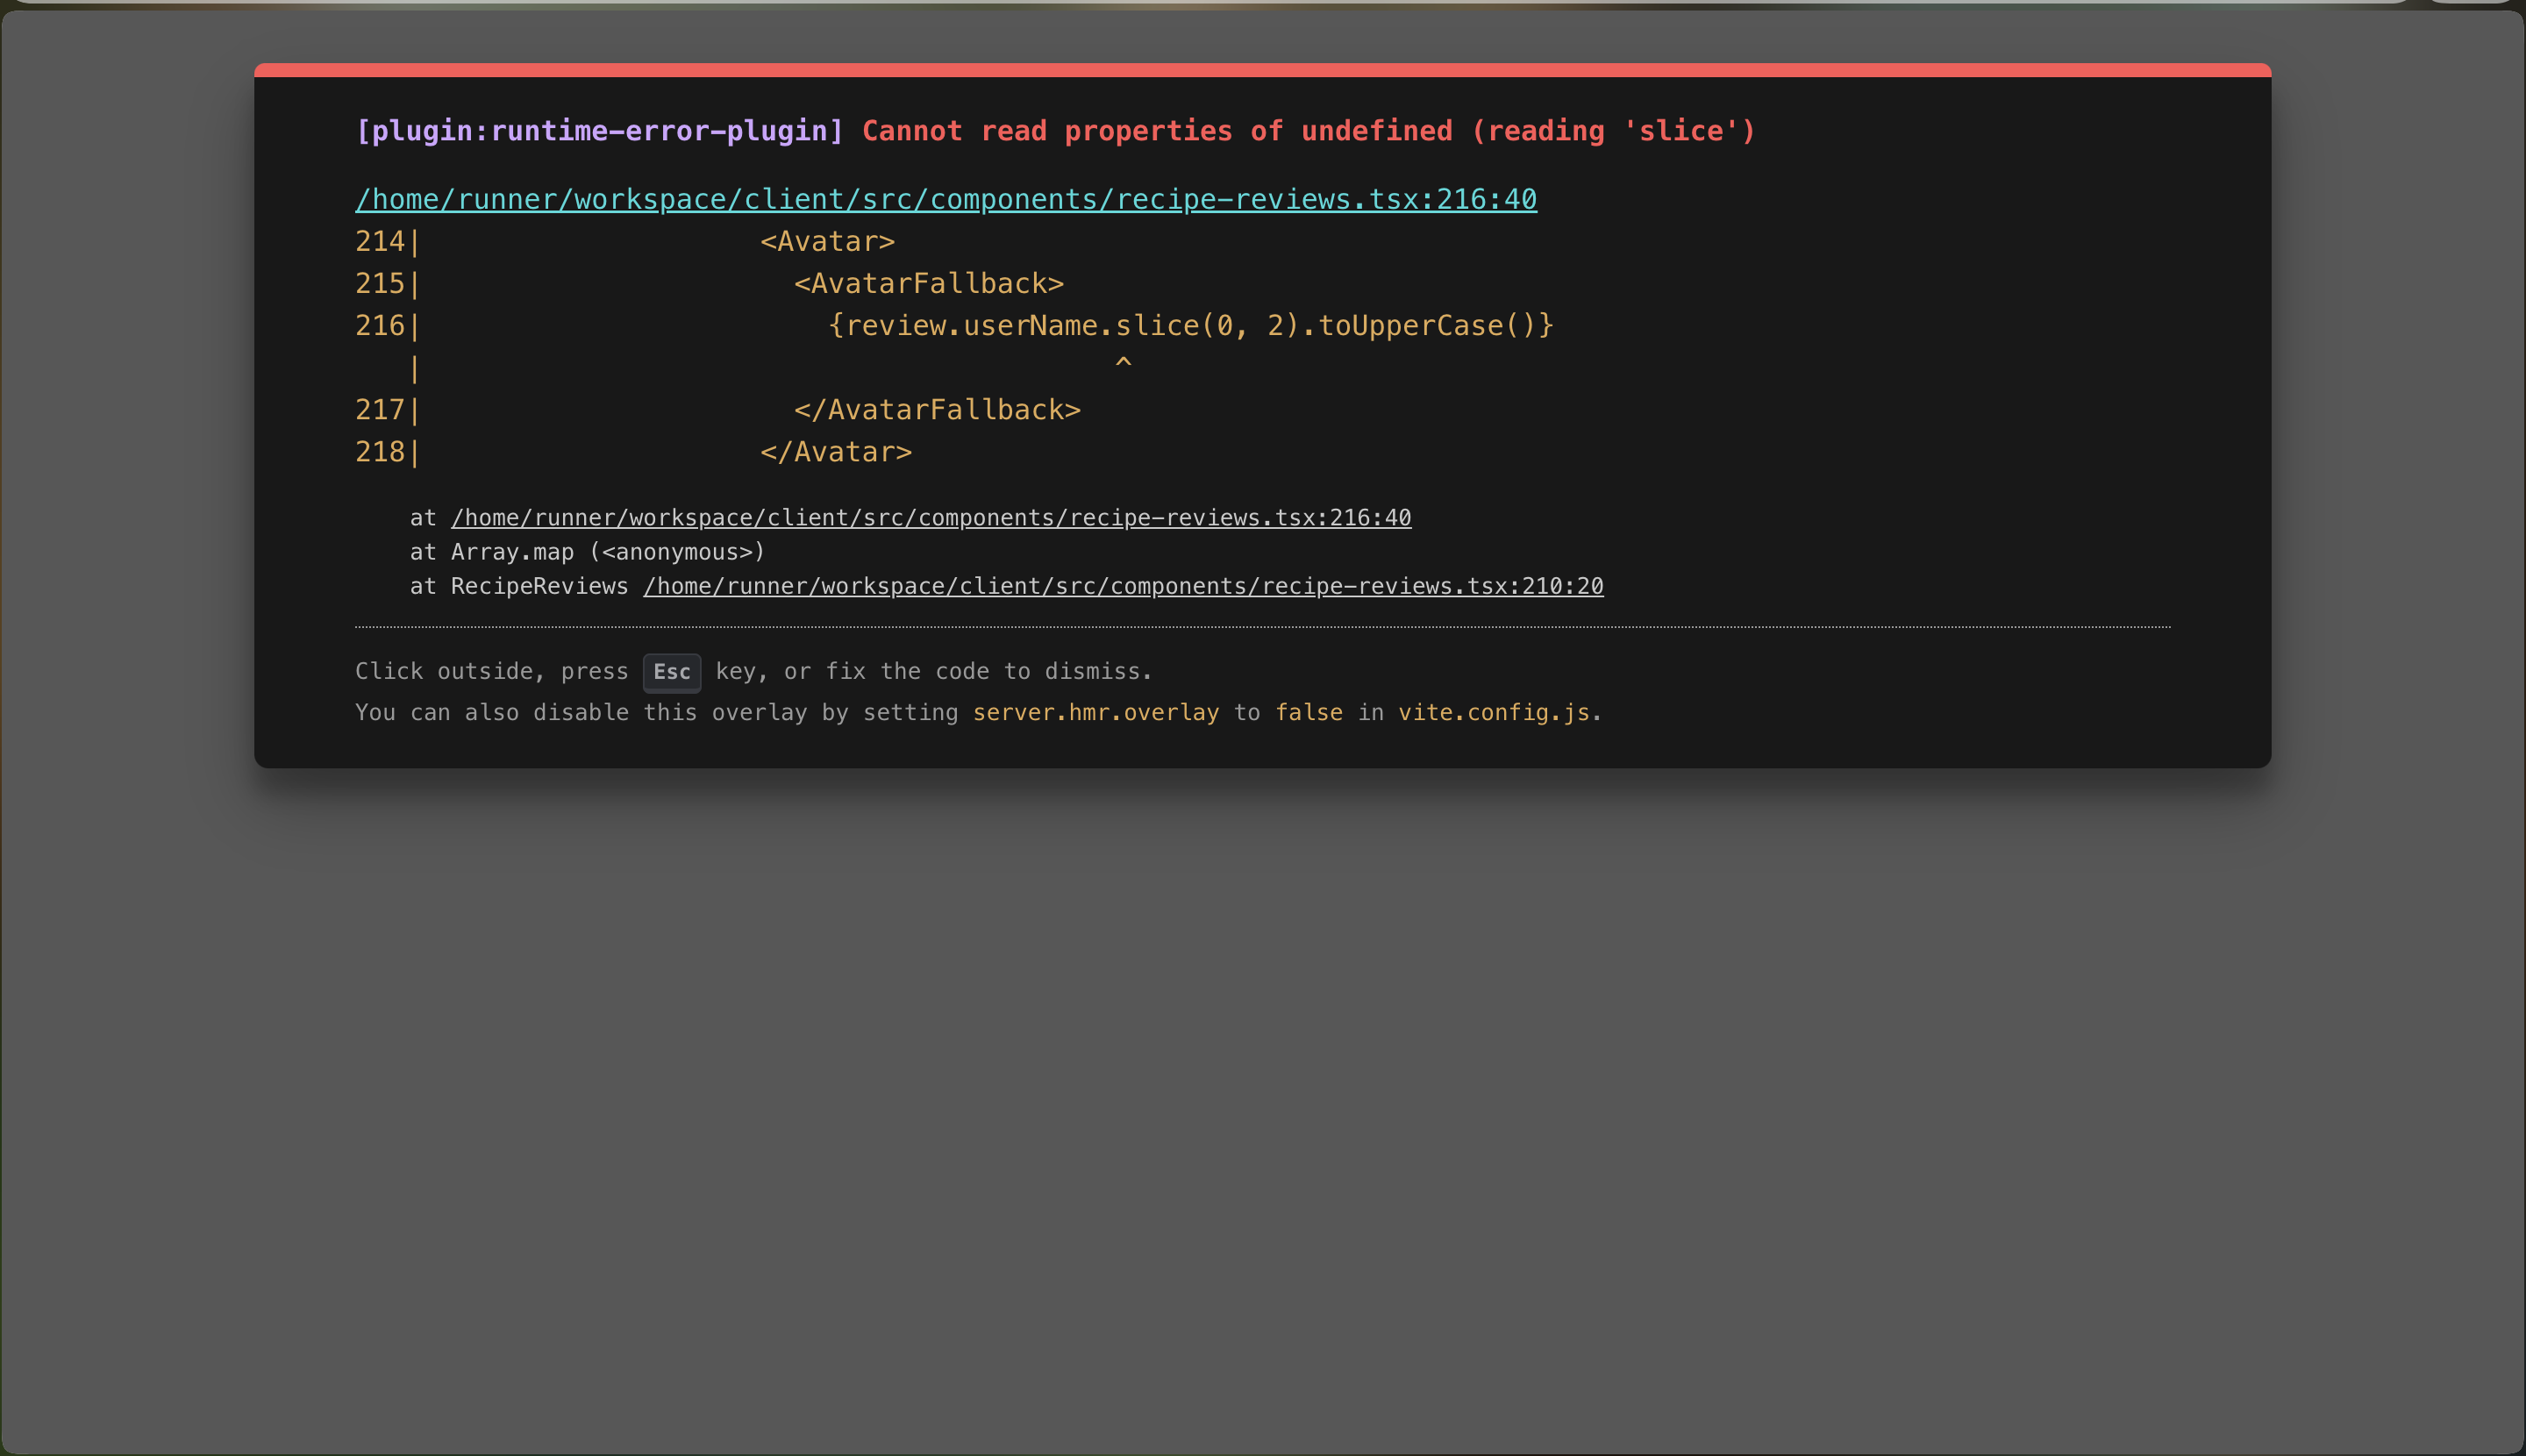 [plugin:runtime-error-plugin] Cannot read properties of undefined (reading 'slice')
/home/runner/workspace/client/src/components/recipe-reviews.tsx:216:40
214|                    <Avatar>
215|                      <AvatarFallback>
216|                        {review.userName.slice(0, 2).toUpperCase()}
   |                                         ^
217|                      </AvatarFallback>
218|                    </Avatar>
at /home/runner/workspace/client/src/components/recipe-reviews.tsx:216:40
at Array.map (<anonymous>)
at RecipeReviews /home/runner/workspace/client/src/components/recipe-reviews.tsx:210:20
Click outside, press Esc key, or fix the code to dismiss.
You can also disable this overlay by setting server.hmr.overlay to false in vite.config.js.